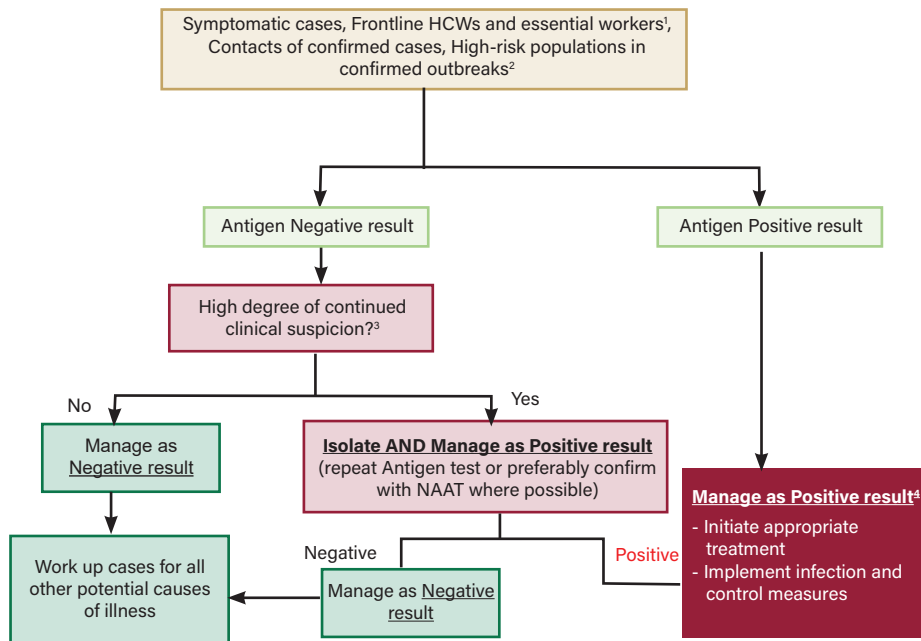 Symptomatic cases, Frontline HCWs and essential workers¹,
Contacts of confirmed cases, High-risk populations in
confirmed outbreaks²
Antigen Negative result
Antigen Positive result
High degree of continued
clinical suspicion?³
No
Yes
Manage as
Negative result
Isolate AND Manage as Positive result
(repeat Antigen test or preferably confirm
with NAAT where possible)
Manage as Positive result⁴
- Initiate appropriate
treatment
- Implement infection and
control measures
Negative
Positive
Work up cases for all
other potential causes
of illness
Manage as Negative
result